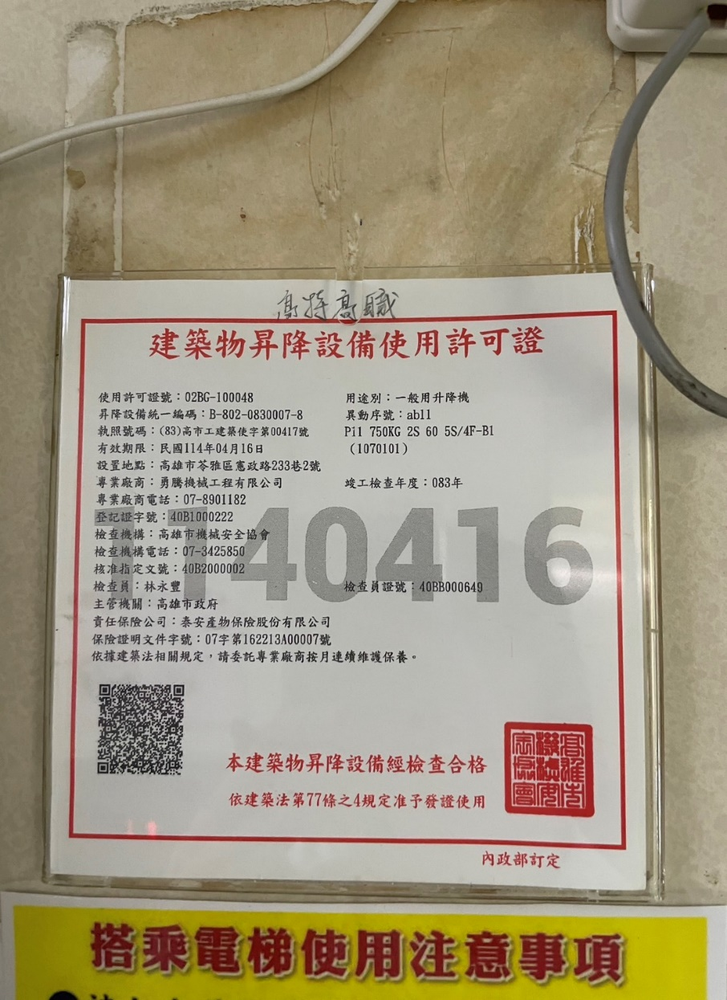 高特高職
建築物昇降設備使用許可證
使用許可證號：02BG-100048
用途別：一般用升降機
昇降設備統一編碼：B-802-0830007-8
異動序號：ab11
執照號碼：(83)高市工建築使字第00417號
Pi1 750KG 2S 60 5S/4F-B1
有效期限：民國114年04月16日
(1070101)
設置地點：高雄市苓雅區憲政路233巷2號
專業廠商：勇騰機械工程有限公司
竣工檢查年度：083年
專業廠商電話：07-8901182
登記證字號：40B1000222
檢查機構：高雄市機械安全協會
1140416
檢查機構電話：07-3425850
核准指定文號：40B2000002
檢查員：林永豐
檢查員證號：40BB000649
主管機關：高雄市政府
責任保險公司：泰安產物保險股份有限公司
保險證明文件字號：07字第162213A00007號
依據建築法相關規定，請委託專業廠商按月連續維護保養。
本建築物昇降設備經檢查合格
依建築法第77條之4規定准予發證使用
高雄市
機械安
全協會
內政部訂定
搭乘電梯使用注意事項